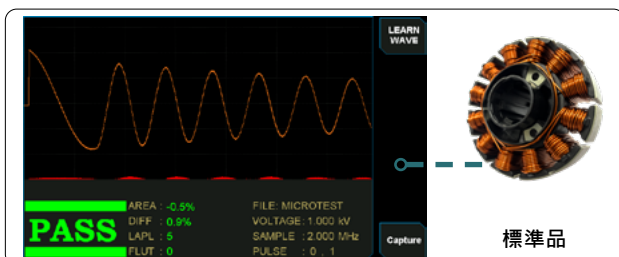 LEARN
WAVE
AREA : -0.5%
DIFF : 0.9%
LAPL : 5
FLUT : 0
PASS
FILE: MICROTEST
VOLTAGE: 1.000 kV
SAMPLE : 2.000 MHz
PULSE : 0 , 1
Capture
標準品